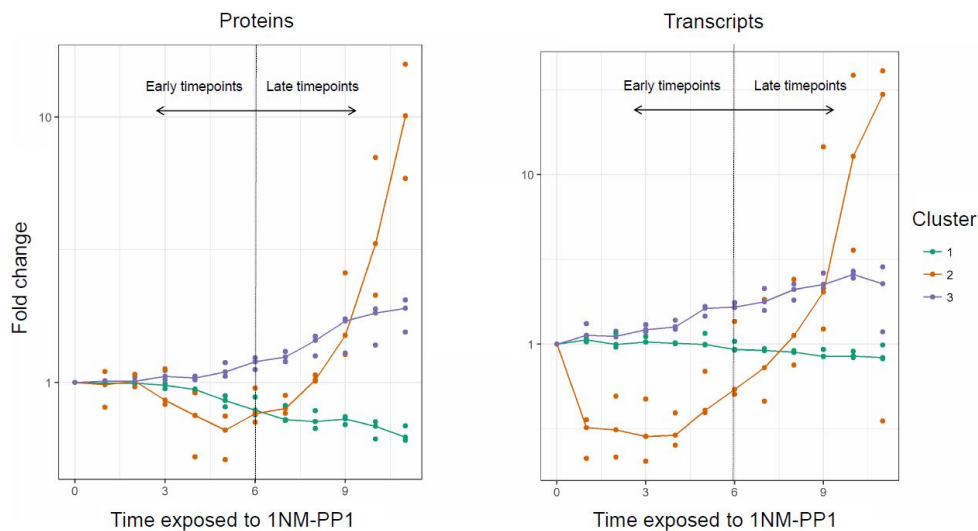 Proteins
Transcripts
Early timepoints
Late timepoints
Early timepoints
Late timepoints
Fold change
10
1
10
1
Cluster
1
2
3
0
3
6
9
0
3
6
9
Time exposed to 1NM-PP1
Time exposed to 1NM-PP1